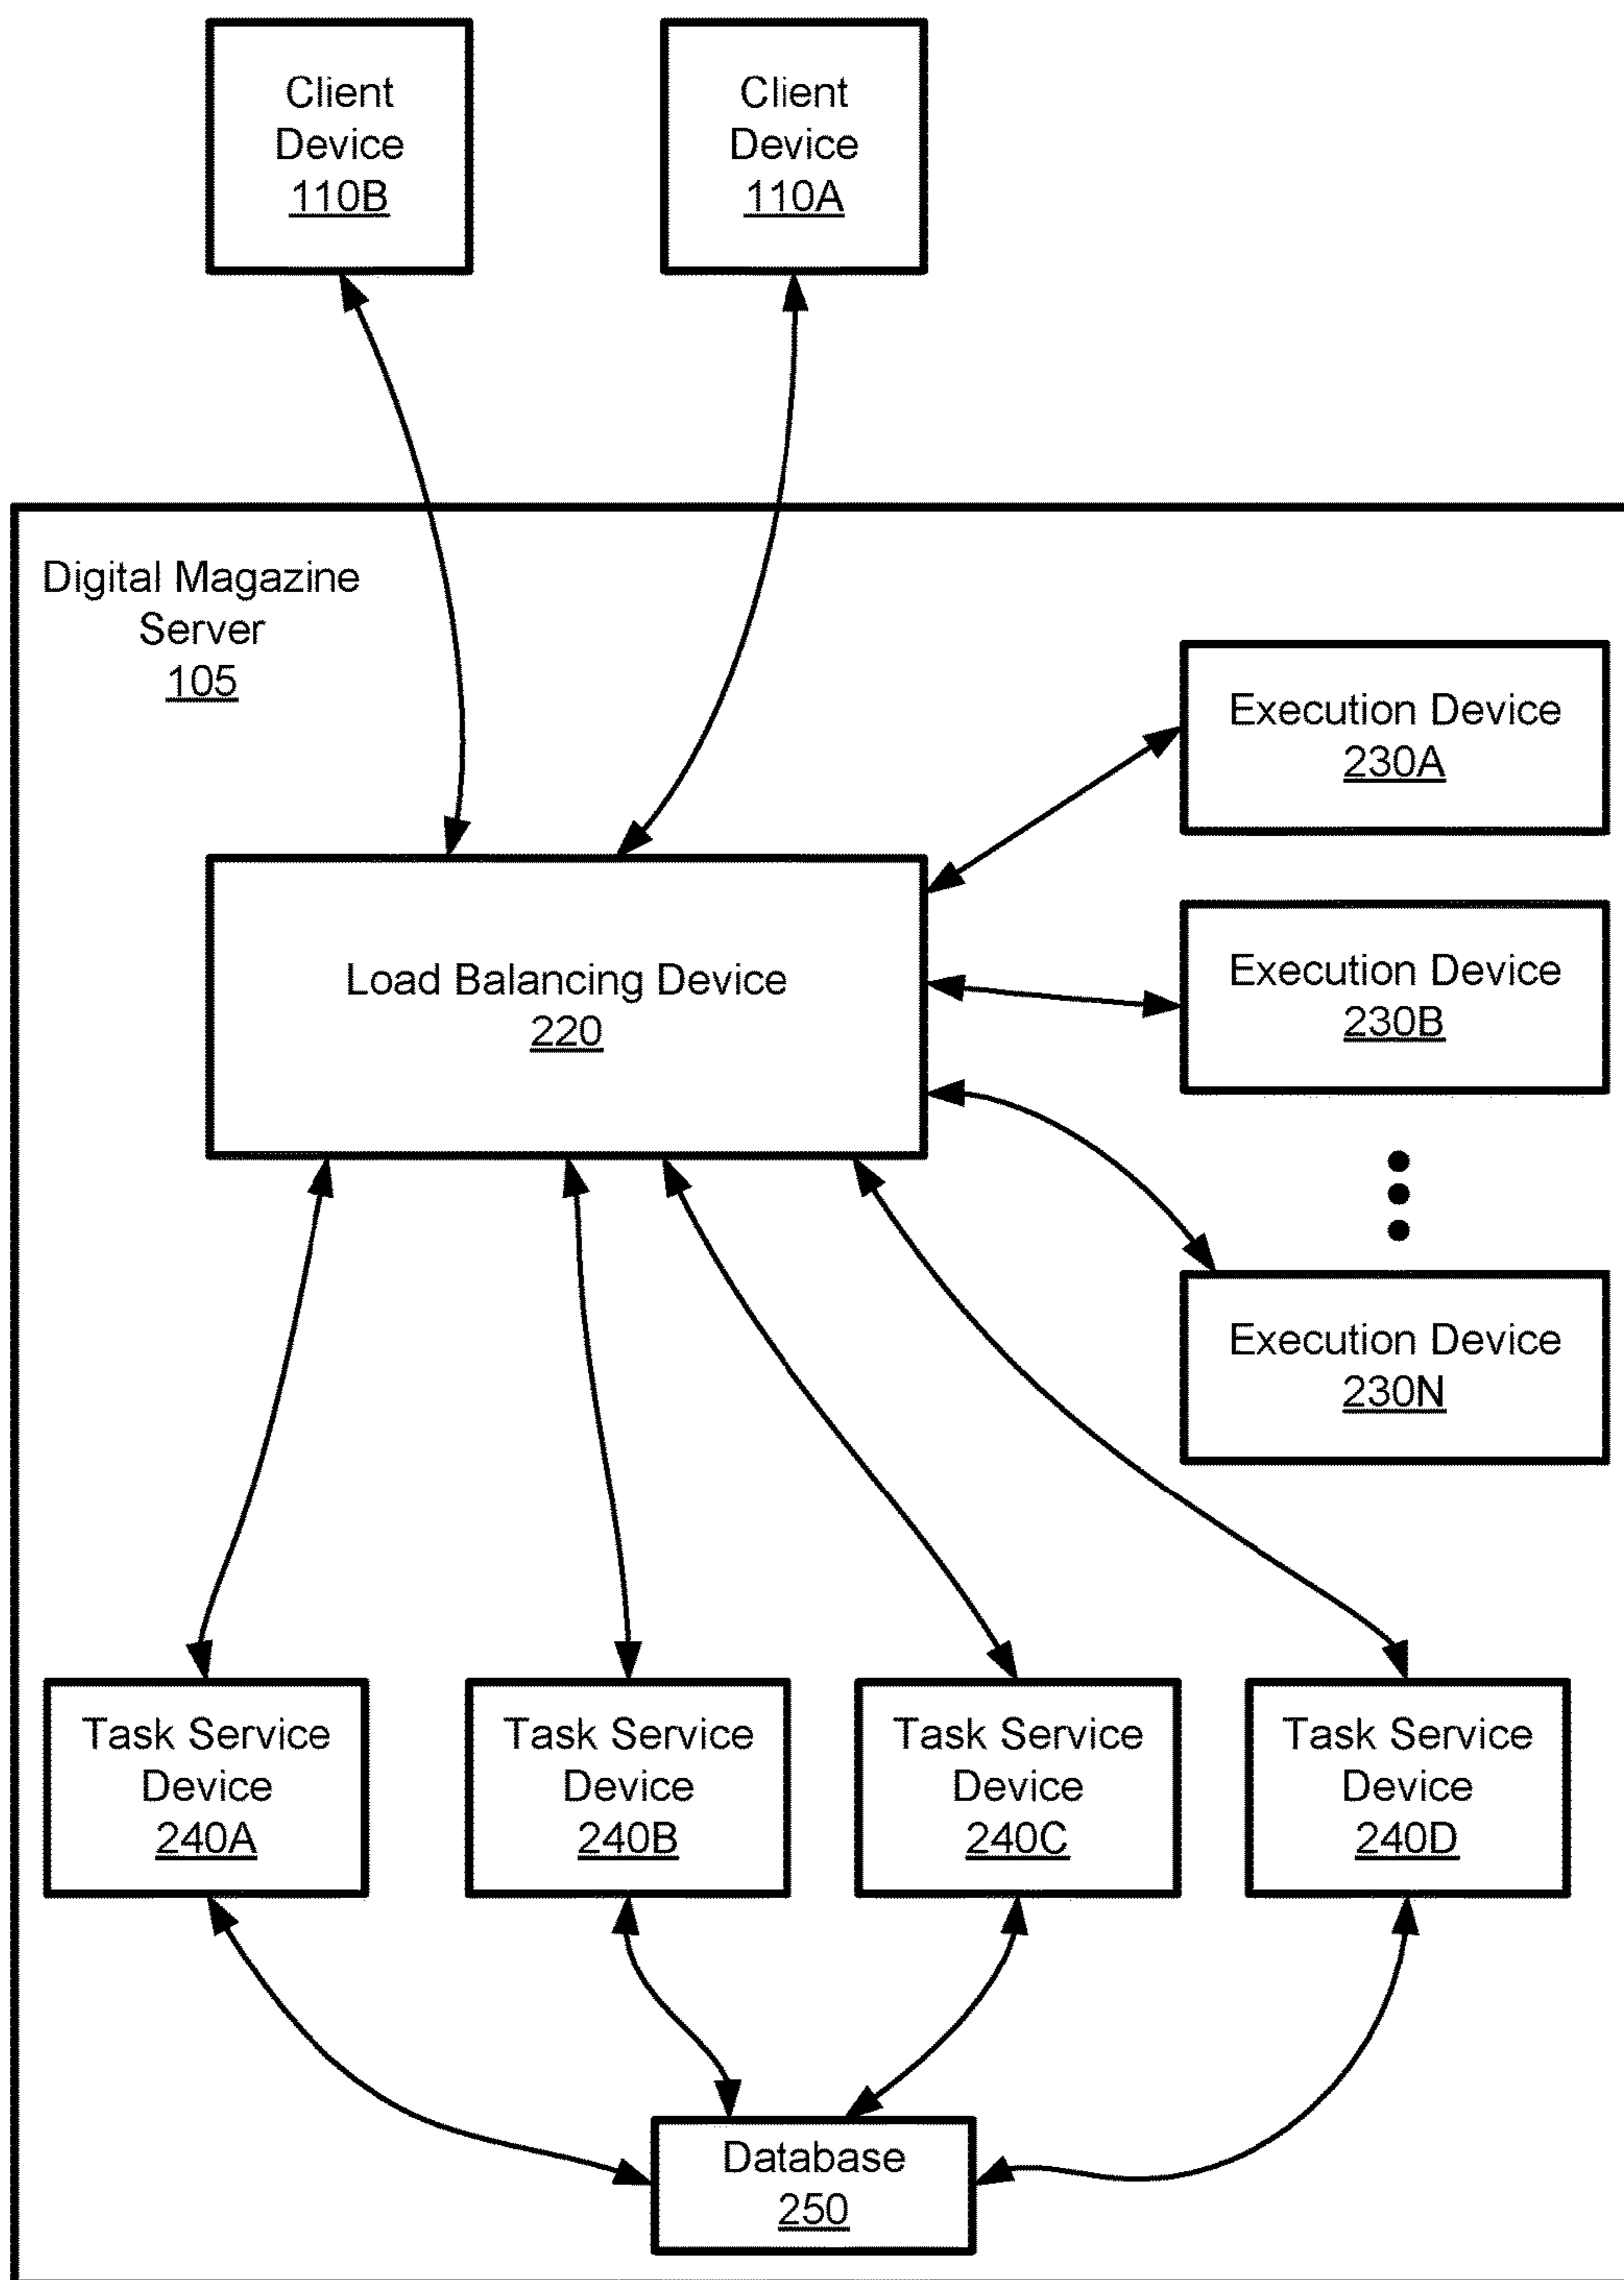 Client
Device
110B
Client
Device
110A
Digital Magazine
Server
105
Execution Device
230A
Load Balancing Device
220
Execution Device
230B
Execution Device
230N
Task Service
Device
240A
Task Service
Device
240B
Task Service
Device
240C
Task Service
Device
240D
Database
250